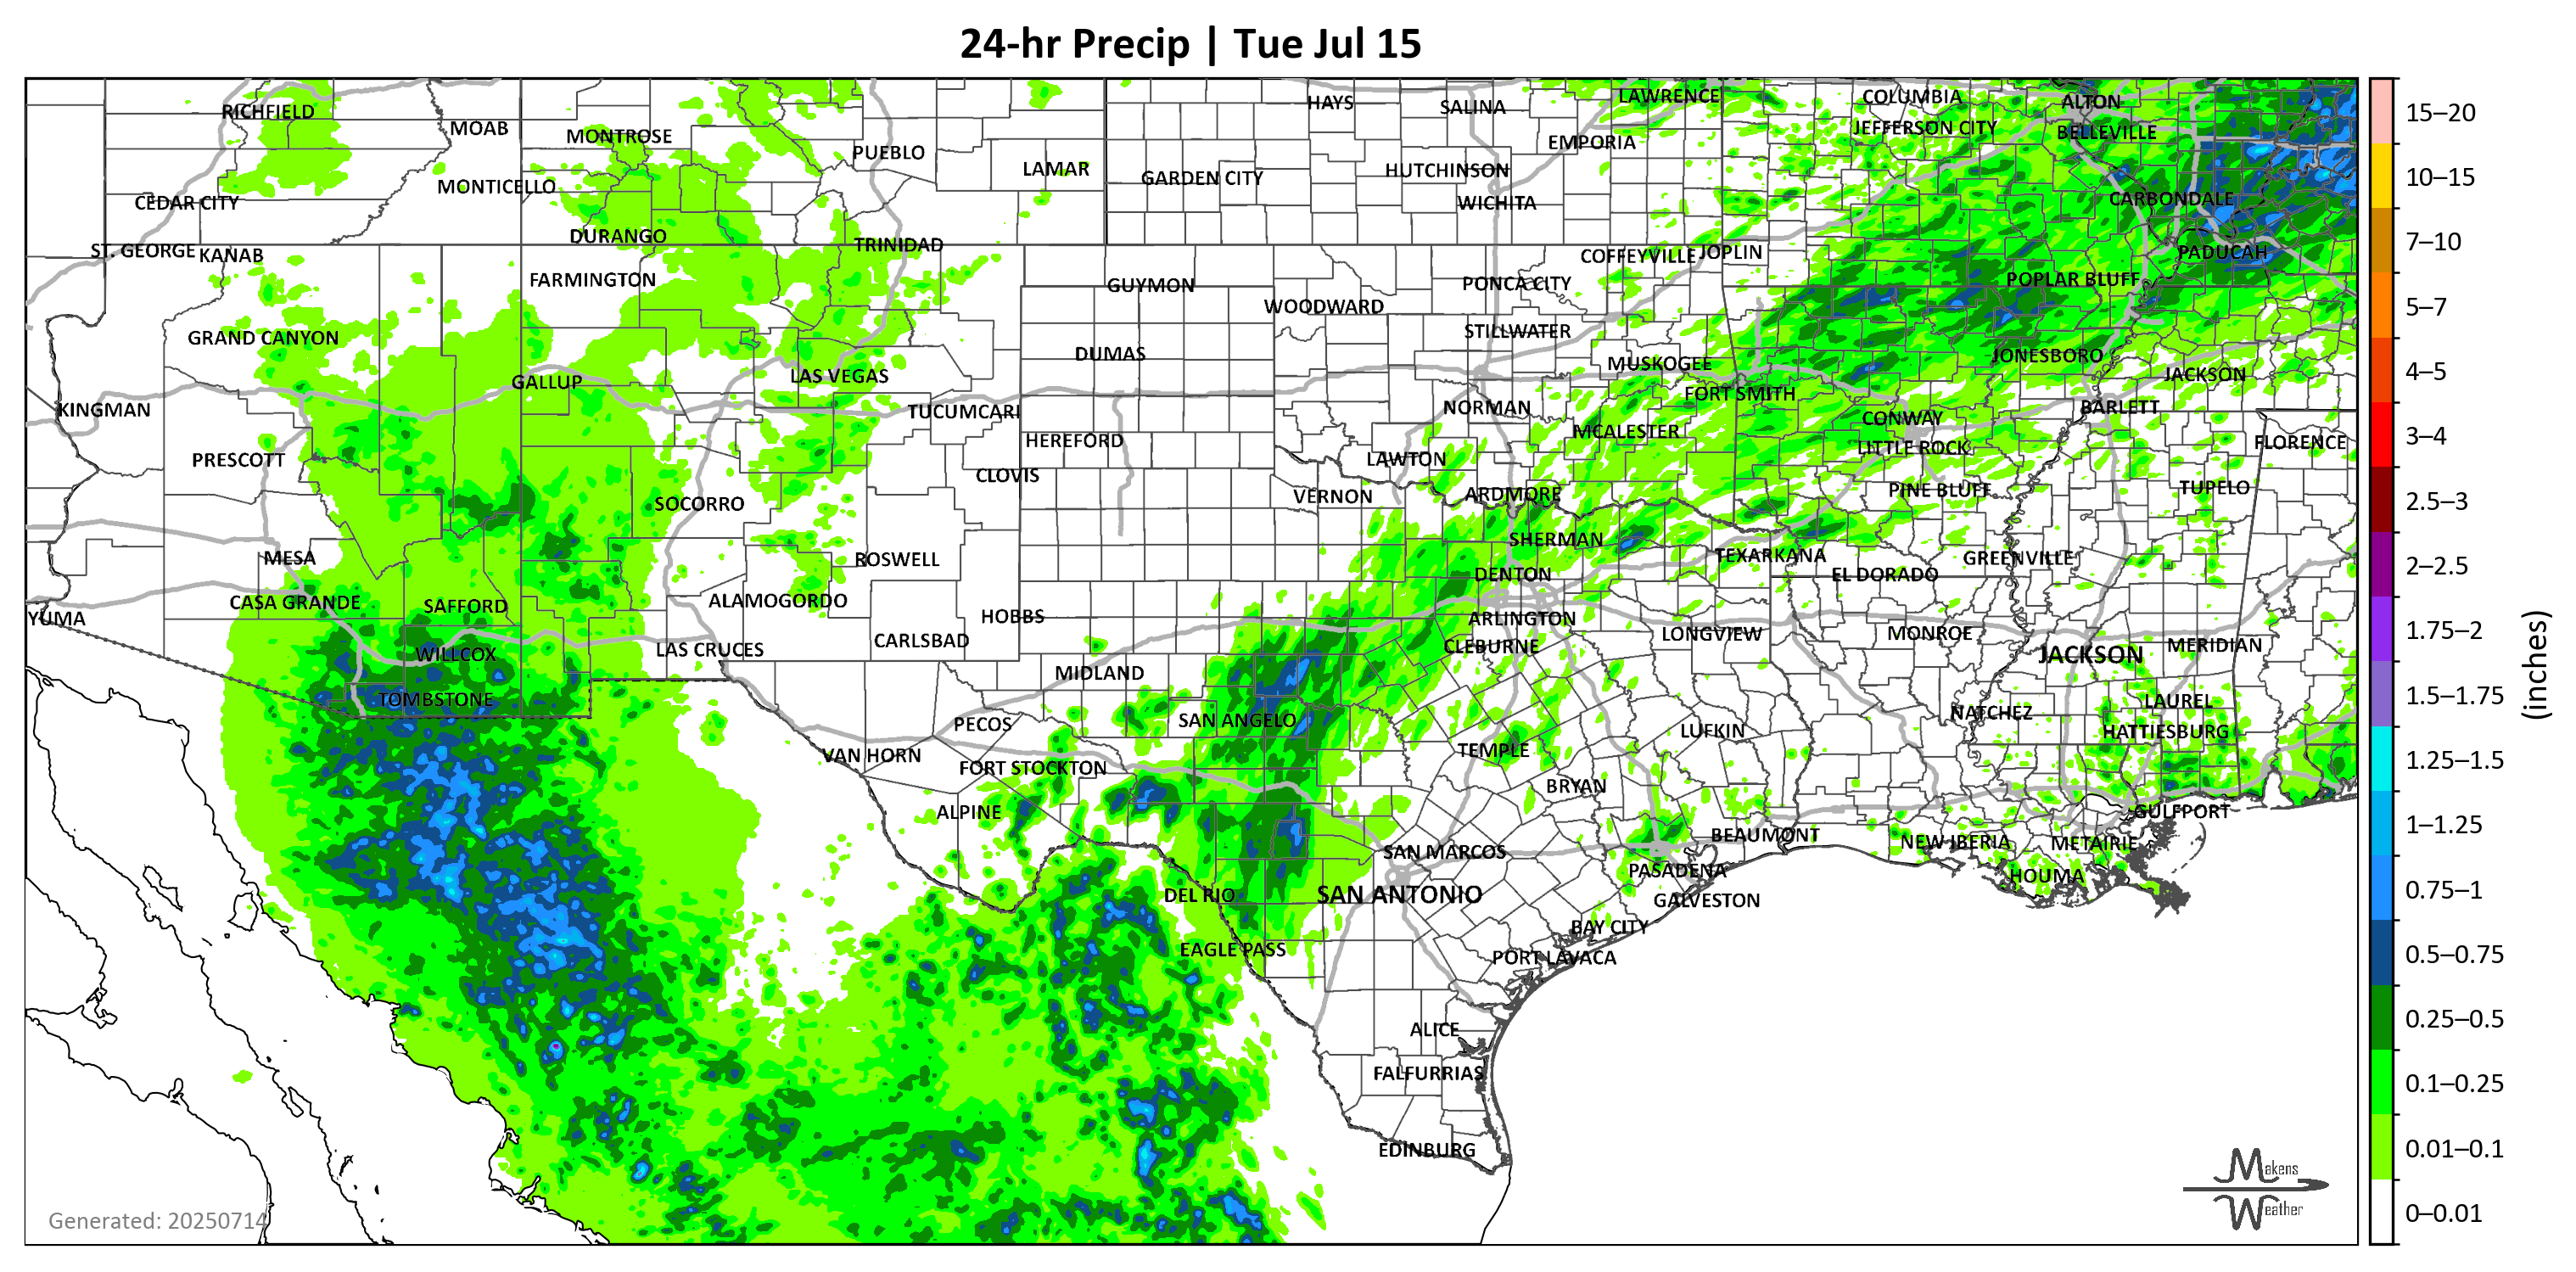 24-hr Precip | Tue Jul 15
RICHFIELD
MOAB
MONTROSE
PUEBLO
LAMAR
HAYS
SALINA
LAWRENCE
COLUMBIA
ALTON
JEFFERSON CITY
BELLEVILLE
EMPORIA
GARDEN CITY
HUTCHINSON
WICHITA
MONTICELLO
CEDAR CITY
CARBONDALE
DURANGO
TRINIDAD
ST. GEORGE
KANAB
COFFEYVILLE
JOPLIN
PADUCAH
FARMINGTON
GUYMON
PONCA CITY
POPLAR BLUFF
WOODWARD
GRAND CANYON
DUMAS
STILLWATER
JONESBORO
MUSKOGEE
GALLUP
LAS VEGAS
JACKSON
FORT SMITH
KINGMAN
TUCUMCARI
NORMAN
BARLETT
CONWAY
MCALESTER
HEREFORD
LITTLE ROCK
FLORENCE
PRESCOTT
LAWTON
CLOVIS
VERNON
ARDMORE
PINE BLUFF
TUPELO
SOCORRO
MESA
ROSWELL
SHERMAN
TEXARKANA
GREENVILLE
DENTON
EL DORADO
CASA GRANDE
SAFFORD
ALAMOGORDO
YUMA
HOBBS
ARLINGTON
LONGVIEW
MONROE
CARLSBAD
CLEBURNE
WILLCOX
LAS CRUCES
JACKSON
MERIDIAN
MIDLAND
TOMBSTONE
LAUREL
PECOS
SAN ANGELO
NATCHEZ
LUFKIN
HATTIESBURG
VAN HORN
TEMPLE
FORT STOCKTON
BRYAN
ALPINE
GULFPORT
BEAUMONT
NEW IBERIA
METAIRIE
SAN MARCOS
PASADENA
HOUMA
DEL RIO
SAN ANTONIO
GALVESTON
BAY CITY
EAGLE PASS
PORT LAVACA
ALICE
FALFURRIAS
EDINBURG
Generated: 20250714
Makens
Weather
15–20
10–15
7–10
5–7
4–5
3–4
2.5–3
2–2.5
1.75–2
1.5–1.75
1.25–1.5
1–1.25
0.75–1
0.5–0.75
0.25–0.5
0.1–0.25
0.01–0.1
0–0.01
(inches)